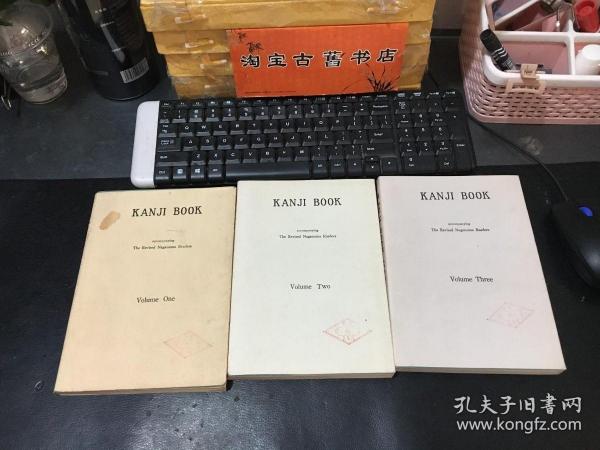 淘宝古舊书店
KANJI BOOK
accompanying
The Revised Naganuma Readers
Volume One
KANJI BOOK
accompanying
The Revised Naganuma Readers
Volume Two
KANJI BOOK
accompanying
The Revised Naganuma Readers
Volume Three
孔夫子旧書网
www.kongfz.com